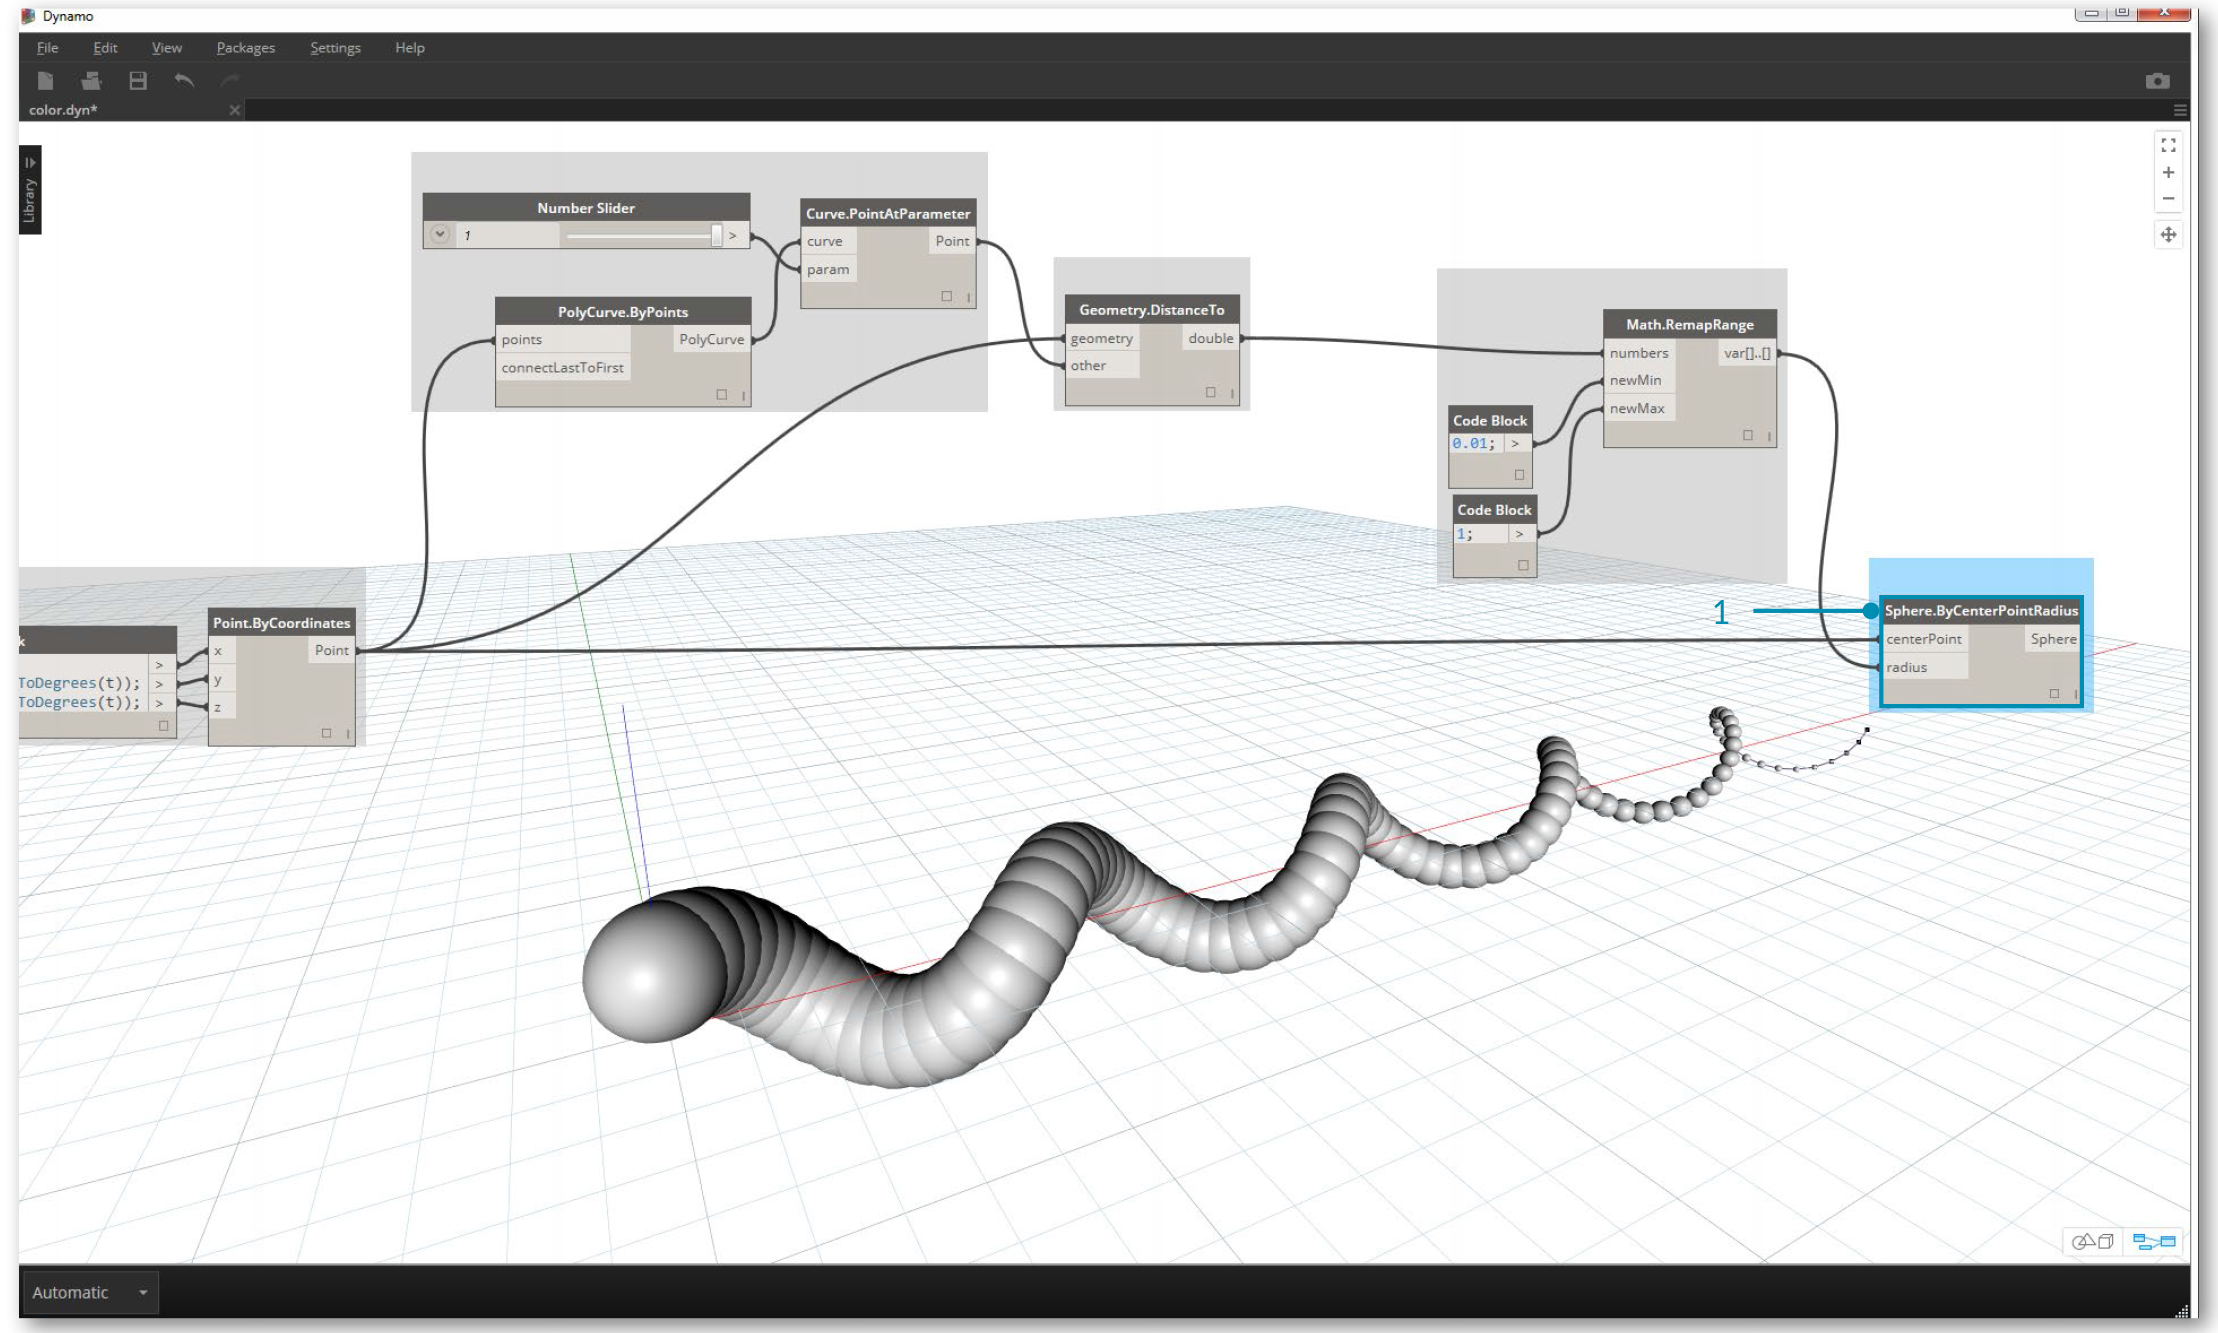 Dynamo
File Edit View Packages Settings Help
color.dyn*
Library
Number Slider
1 >
Curve.PointAtParameter
curve Point
param
PolyCurve.ByPoints
points PolyCurve
connectLastToFirst
Geometry.DistanceTo
geometry double
other
Math.RemapRange
numbers var[]..[]
newMin
newMax
Code Block
0.01; >
Code Block
1; >
k
>
ToDegrees(t)); >
ToDegrees(t)); >
Point.ByCoordinates
x Point
y
z
1
Sphere.ByCenterPointRadius
centerPoint Sphere
radius
Automatic